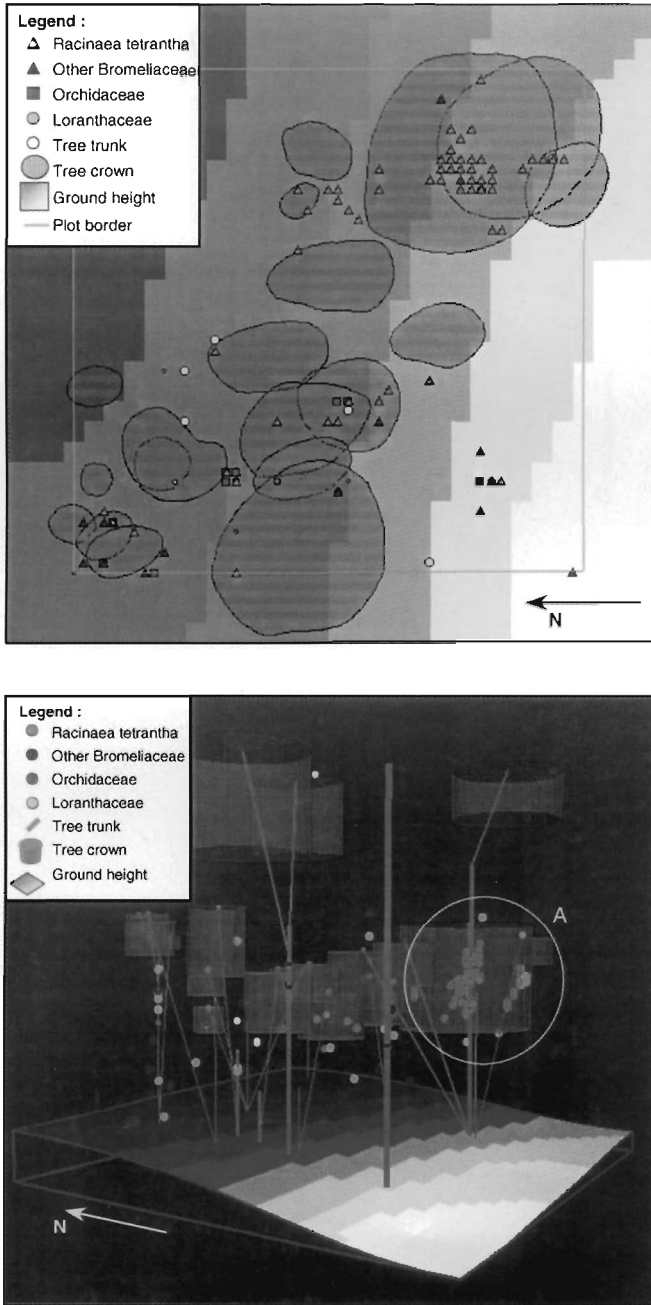 Legend :
Racinaea tetrantha
Other Bromeliaceae
Orchidaceae
Loranthaceae
Tree trunk
Tree crown
Ground height
Plot border
N
Legend :
Racinaea tetrantha
Other Bromeliaceae
Orchidaceae
Loranthaceae
Tree trunk
Tree crown
Ground height
A
N